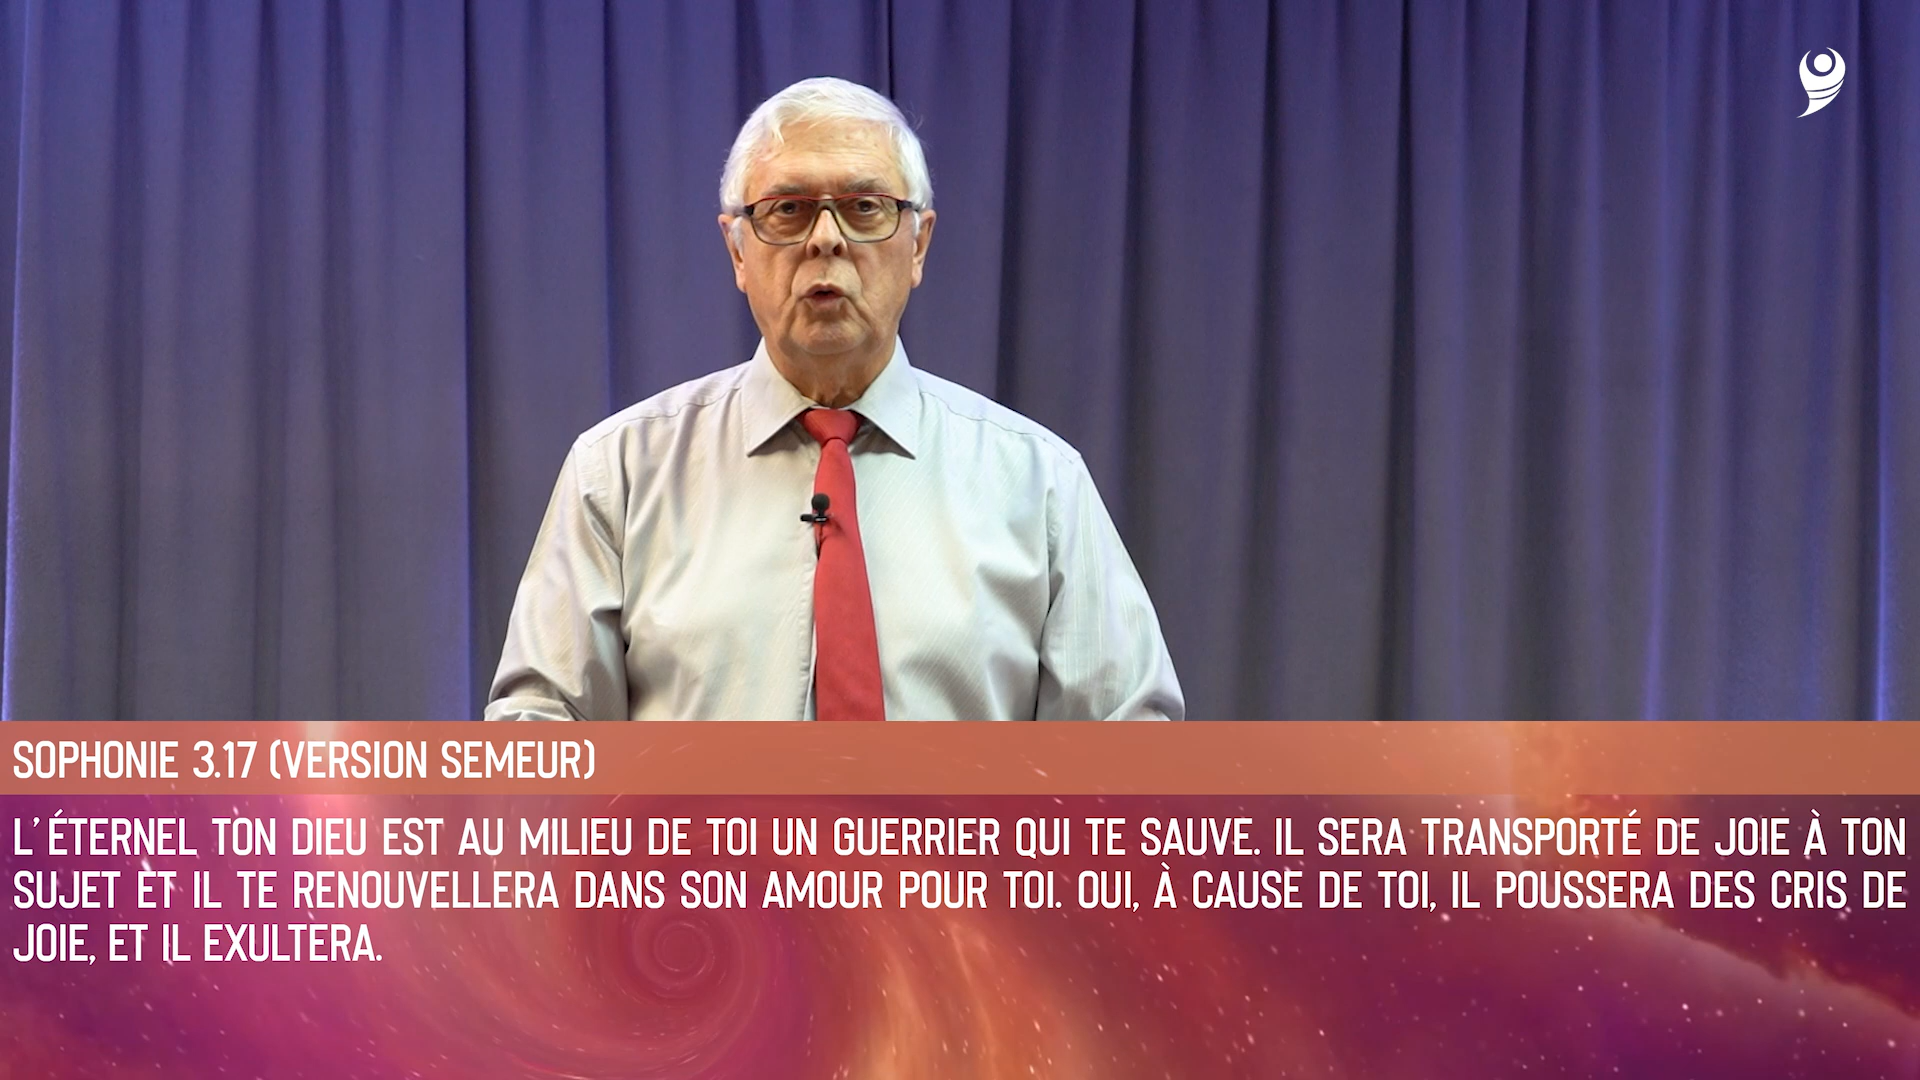 SOPHONIE 3.17 (VERSION SEMEUR)
L'ÉTERNEL TON DIEU EST AU MILIEU DE TOI UN GUERRIER QUI TE SAUVE. IL SERA TRANSPORTÉ DE JOIE À TON
SUJET ET IL TE RENOUVELLERA DANS SON AMOUR POUR TOI. OUI, À CAUSE DE TOI, IL POUSSERA DES CRIS DE
JOIE, ET IL EXULTERA.